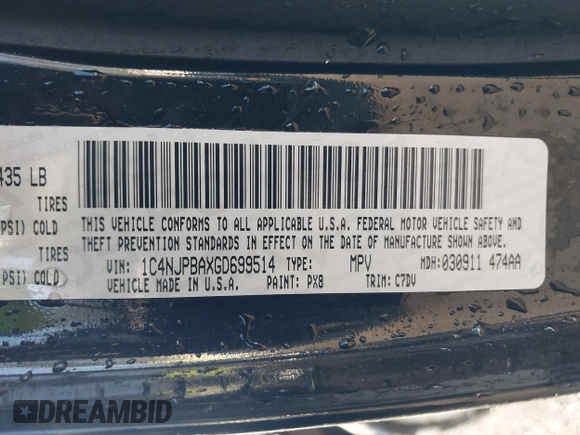 435 LB
TIRES
PSI) COLD
TIRES
PSI) COLD
THIS VEHICLE CONFORMS TO ALL APPLICABLE U.S.A. FEDERAL MOTOR VEHICLE SAFETY AND
THEFT PREVENTION STANDARDS IN EFFECT ON THE DATE OF MANUFACTURE SHOWN ABOVE.
VIN: 1C4NJPBAXGD699514 TYPE: MPV MDH:030911 474AA
VEHICLE MADE IN U.S.A. PAINT: PX8 TRIM: C7DV
DREAMBID